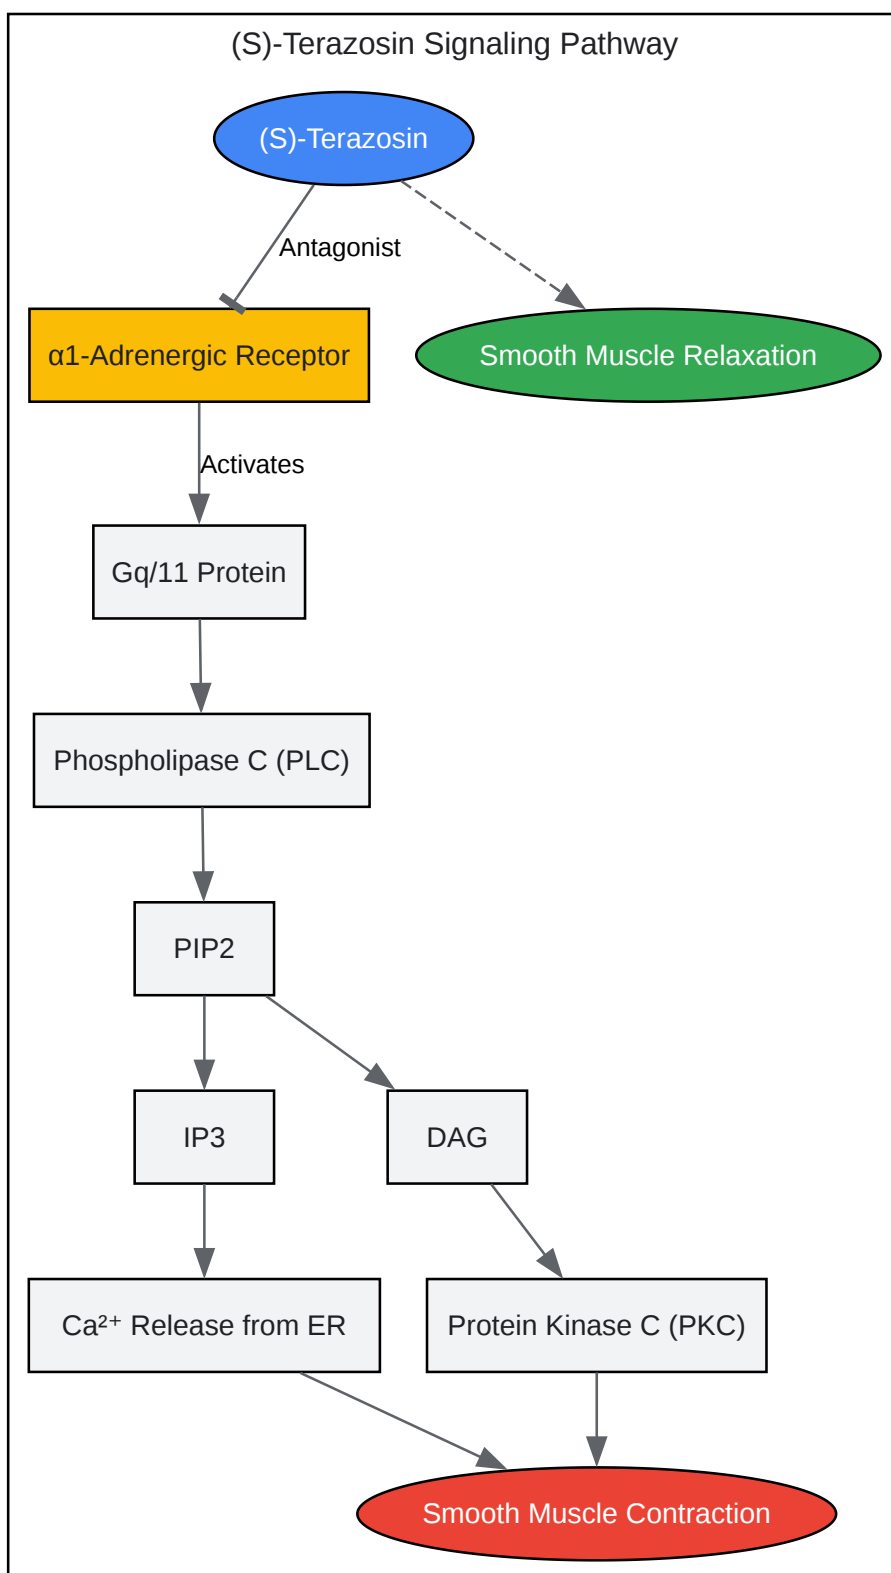 (S)-Terazosin Signaling Pathway
(S)-Terazosin
Antagonist
α1-Adrenergic Receptor
Smooth Muscle Relaxation
Activates
Gq/11 Protein
Phospholipase C (PLC)
PIP2
IP3
DAG
Ca²⁺ Release from ER
Protein Kinase C (PKC)
Smooth Muscle Contraction